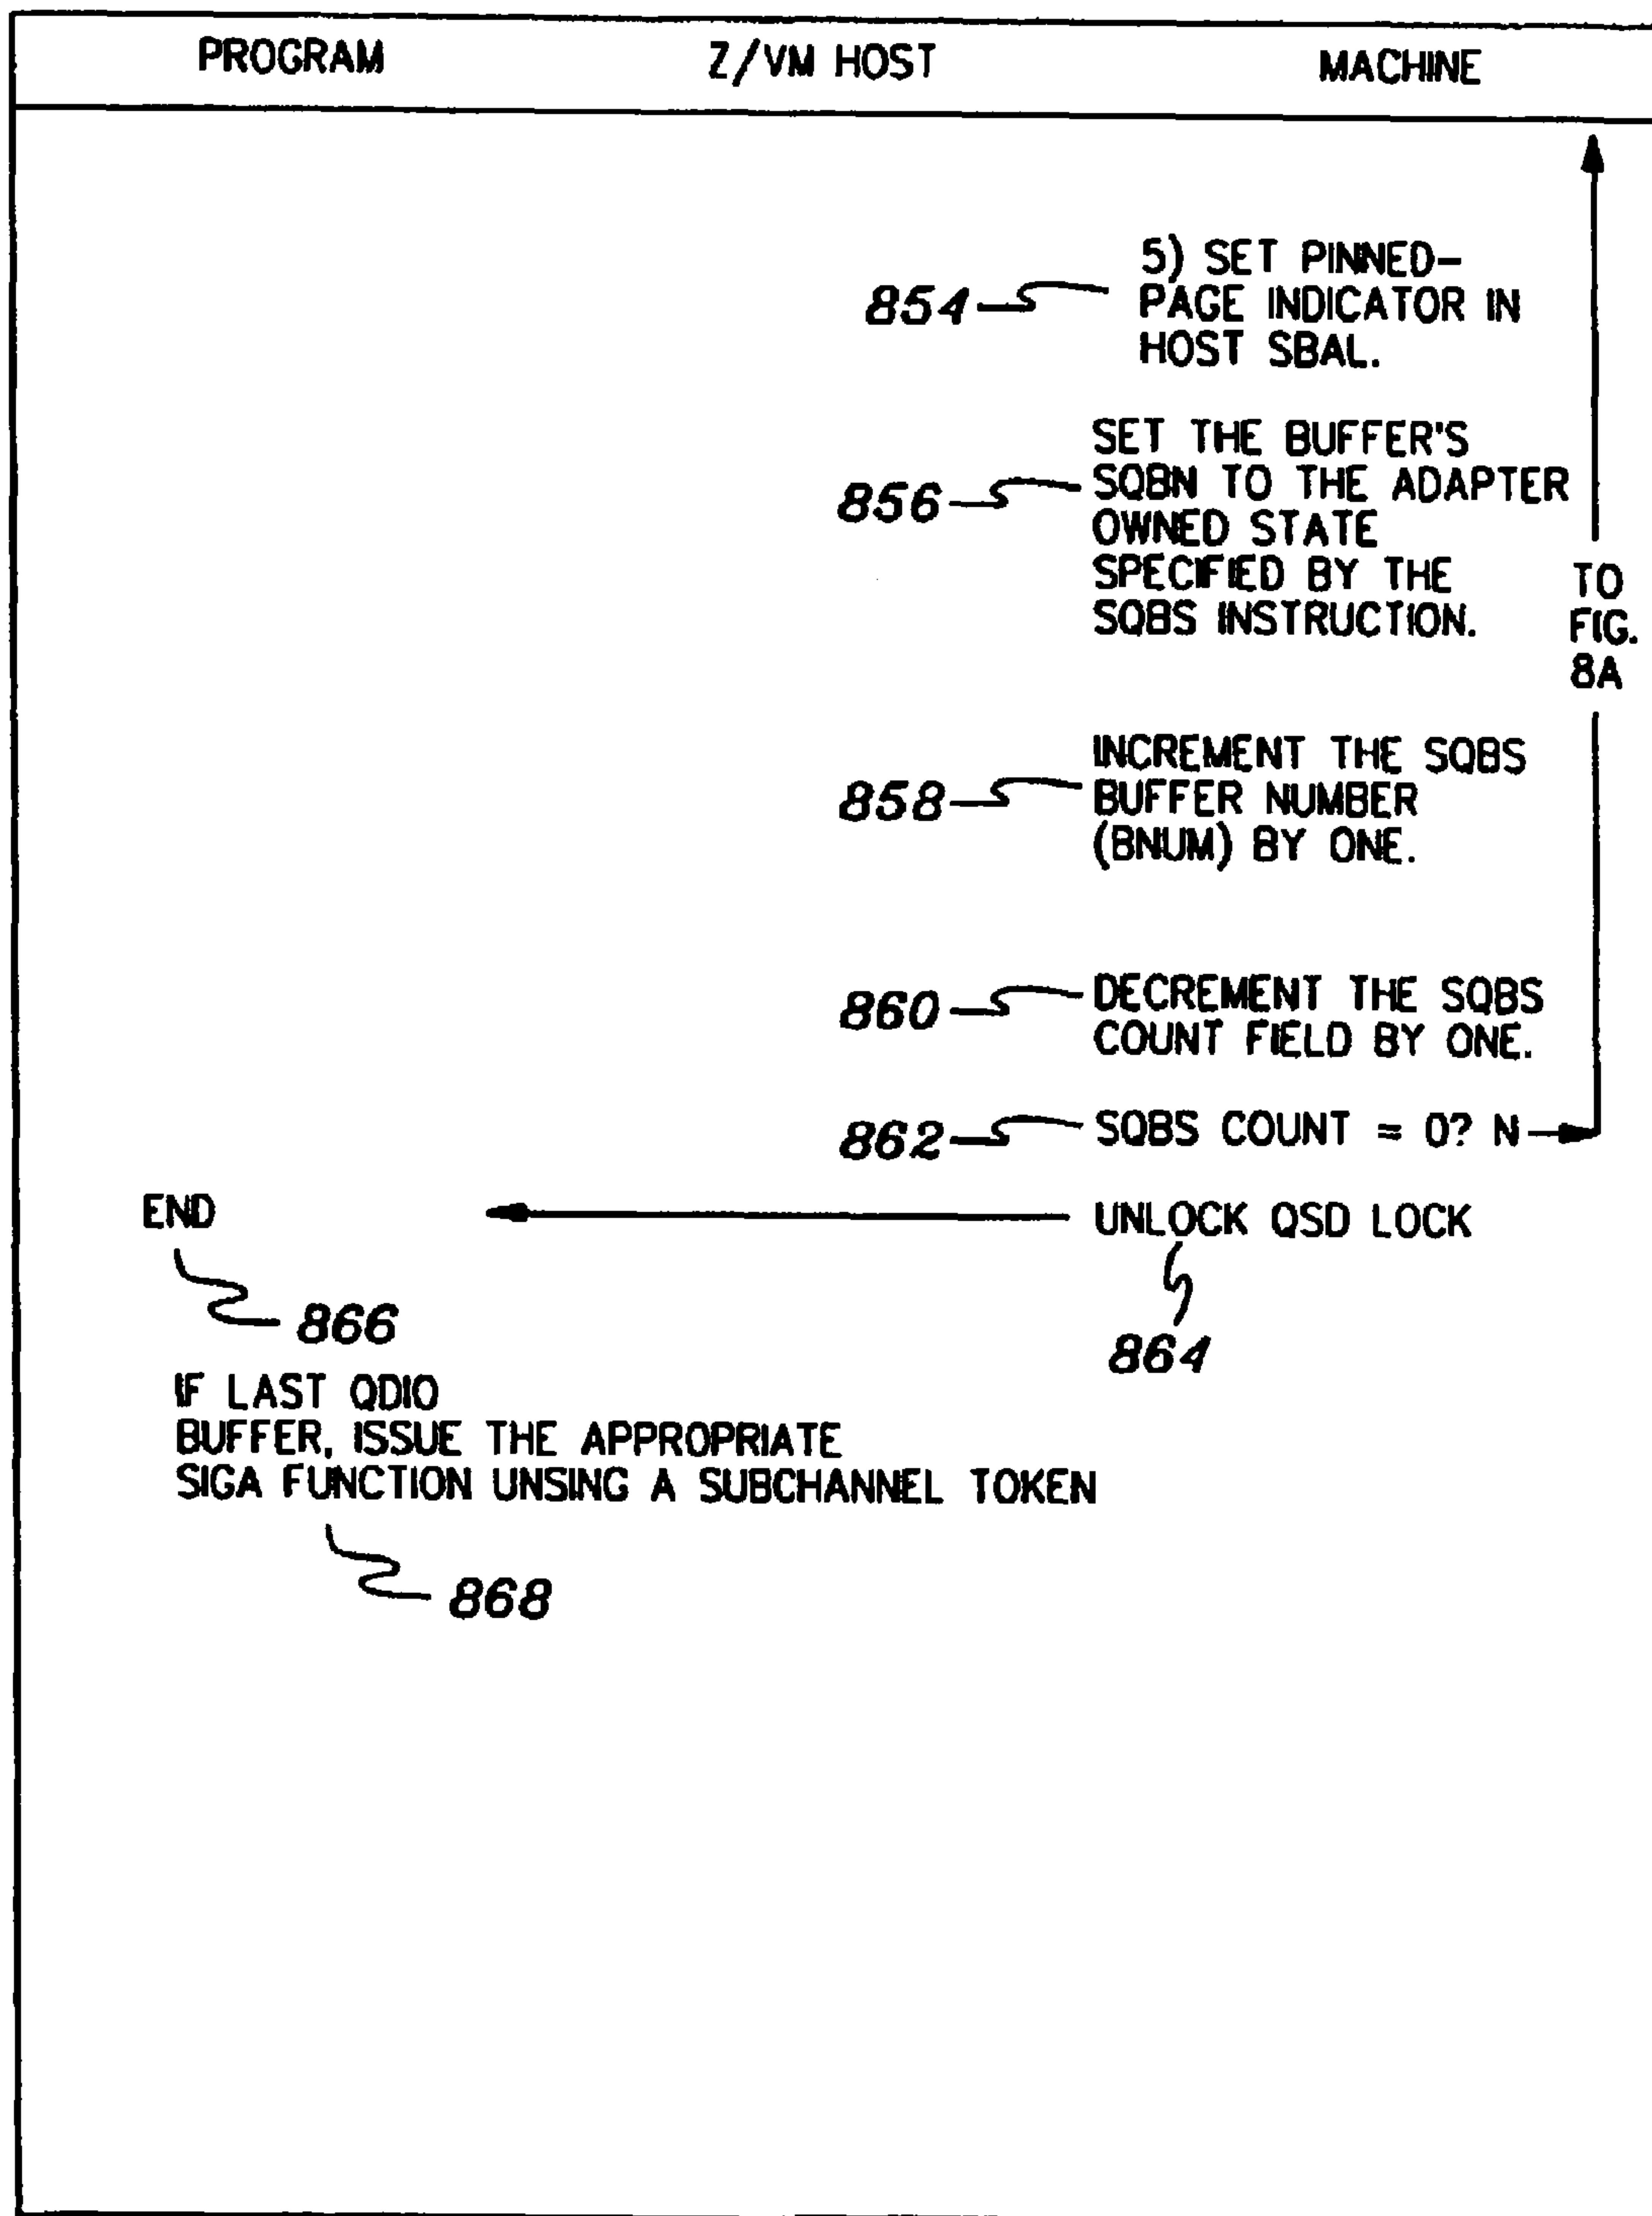 PROGRAM Z/VM HOST MACHINE
5) SET PINNED-
854 PAGE INDICATOR IN
HOST SBAL.
SET THE BUFFER'S
856 SQBN TO THE ADAPTER
OWNED STATE
SPECIFIED BY THE
SQBS INSTRUCTION.
TO
FIG.
8A
INCREMENT THE SQBS
858 BUFFER NUMBER
(BNUM) BY ONE.
860 DECREMENT THE SQBS
COUNT FIELD BY ONE.
862 SQBS COUNT = 0? N
END UNLOCK QSD LOCK
866
864
IF LAST QDIO
BUFFER, ISSUE THE APPROPRIATE
SIGA FUNCTION UNSING A SUBCHANNEL TOKEN
868